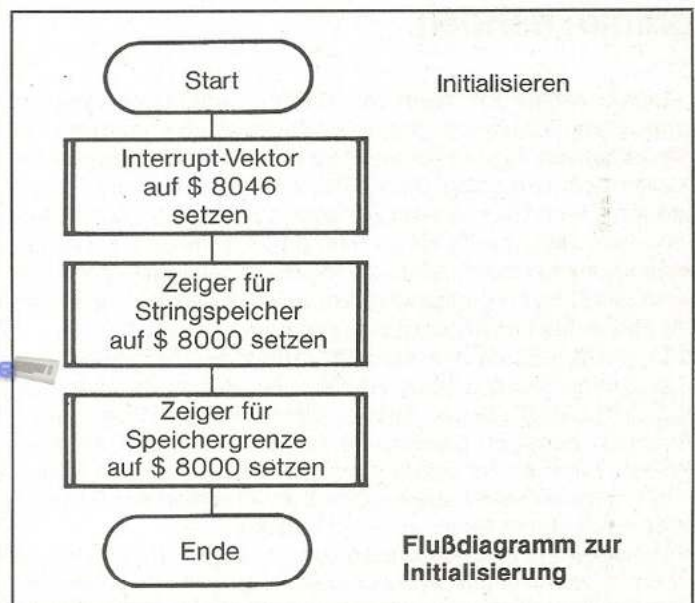 Start
Initialisieren
Interrupt-Vektor
auf $ 8046
setzen
Zeiger für
Stringspeicher
auf $ 8000 setzen
Zeiger für
Speichergrenze
auf $ 8000 setzen
Ende
Flußdiagramm zur
Initialisierung